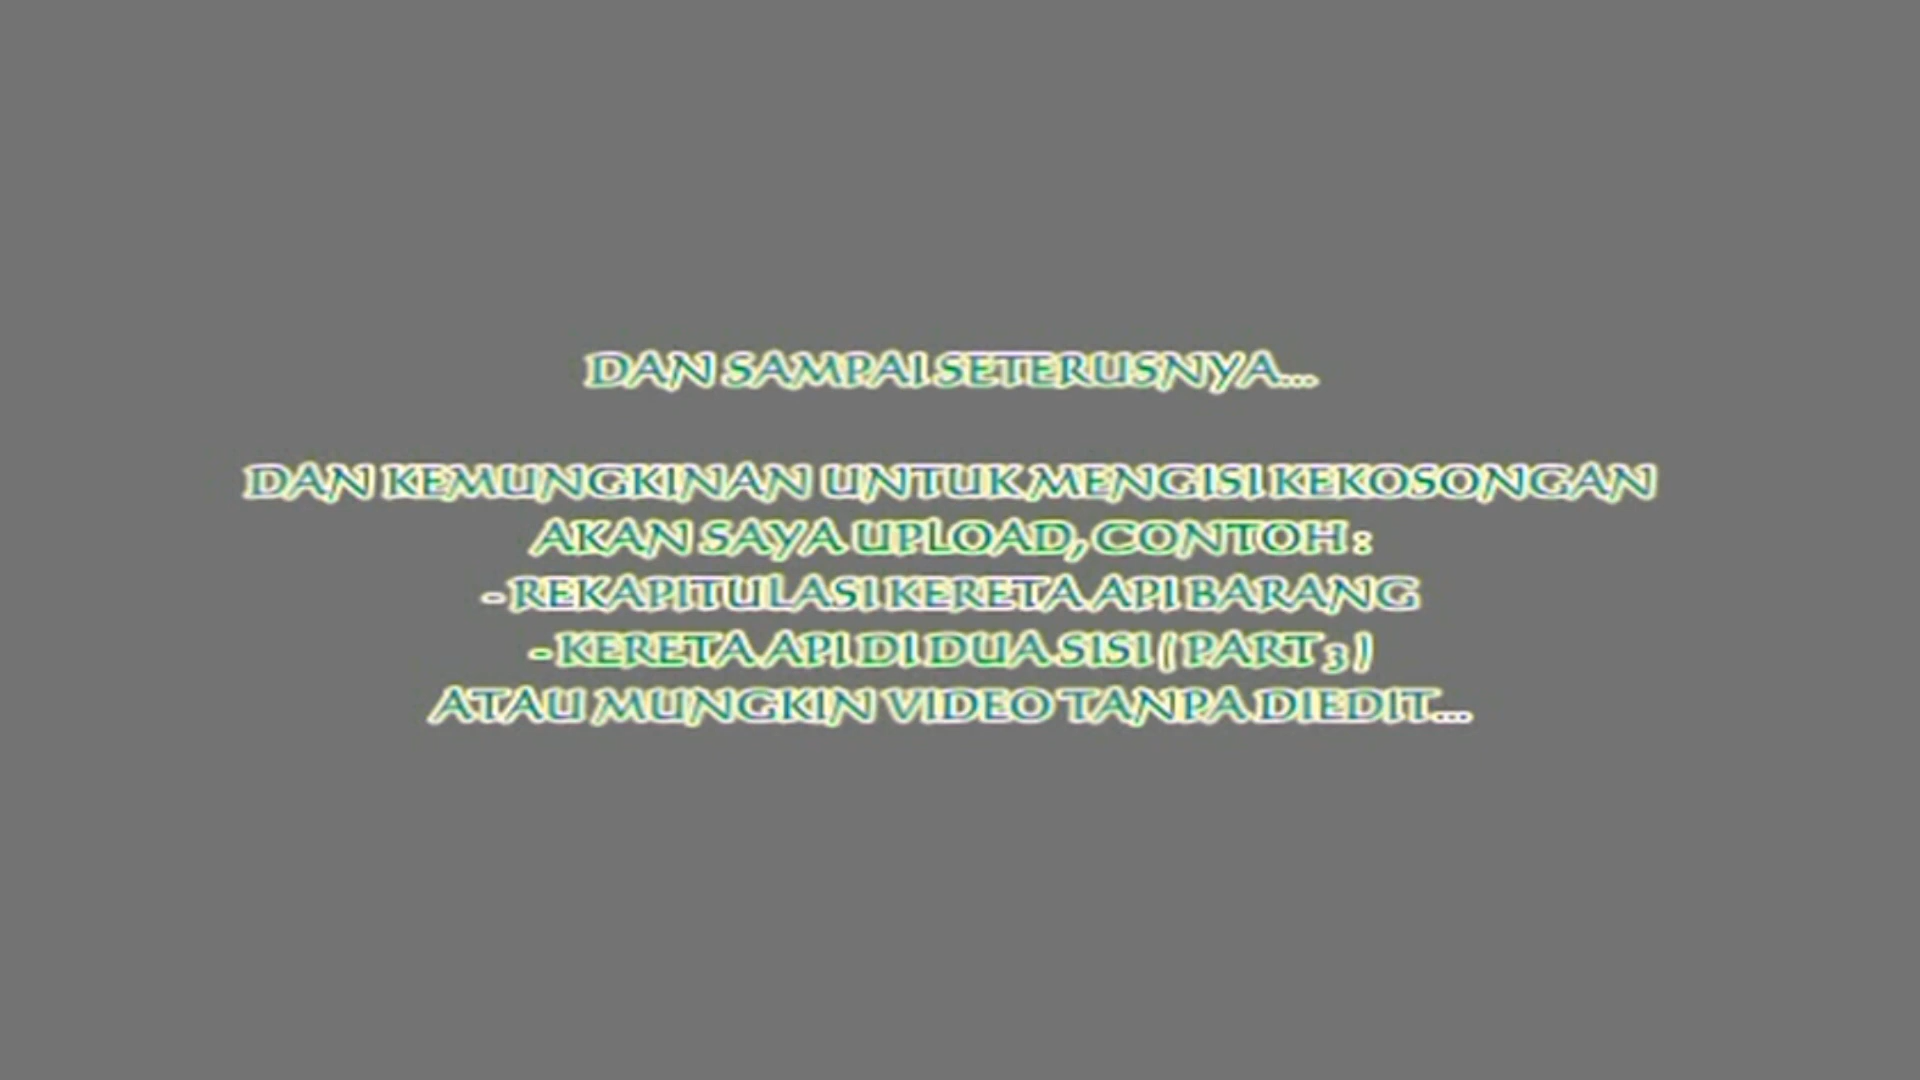 DAN SAMPAI SETERUSNYA...
DAN KEMUNGKINAN UNTUK MENGISI KEKOSONGAN
AKAN SAYA UPLOAD, CONTOH :
- REKAPITULASI KERETA API BARANG
- KERETA API DI DUA SISI ( PART 3 )
ATAU MUNGKIN VIDEO TANPA DIEDIT...